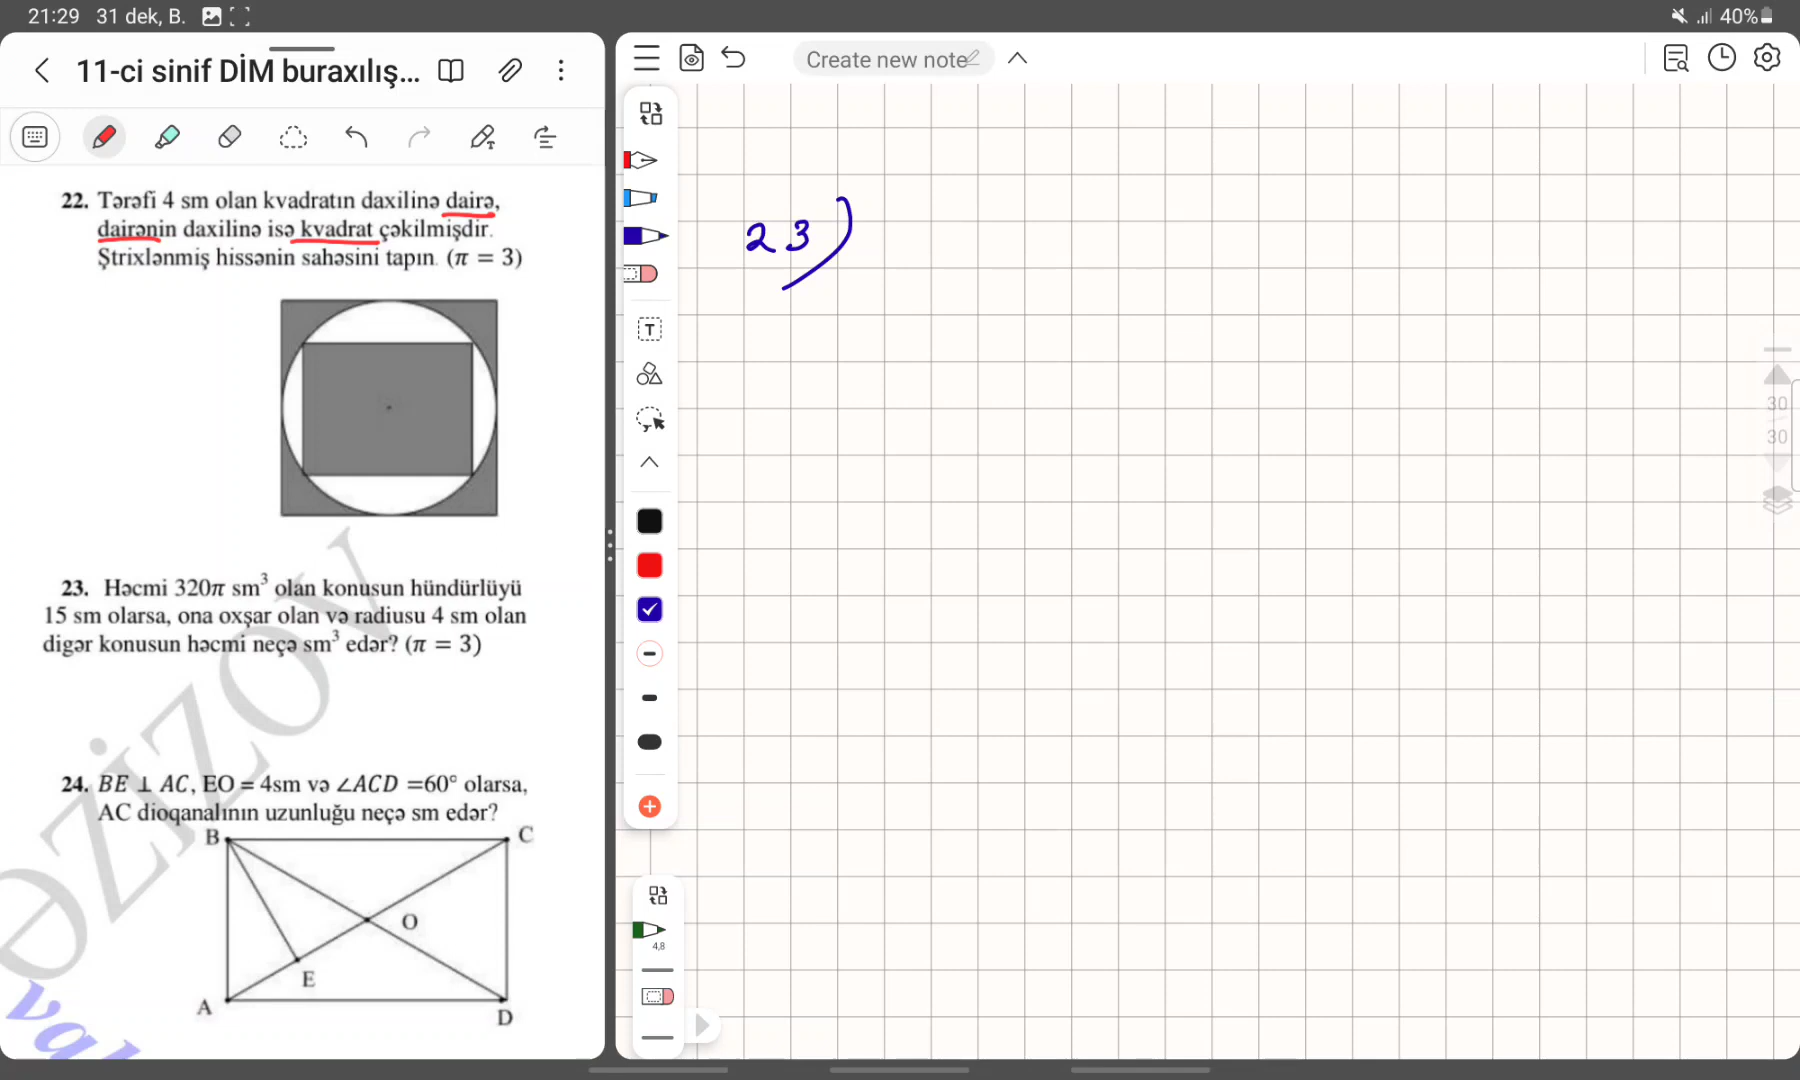 21:29 31 dek, B.
40%
11-ci sinif DİM buraxılış...
Create new note
22. Tərəfi 4 sm olan kvadratın daxilinə dairə,
dairənin daxilinə isə kvadrat çəkilmişdir.
Ştrixlənmiş hissənin sahəsini tapın. (π = 3)
23. Həcmi 320π sm³ olan konusun hündürlüyü
15 sm olarsa, ona oxşar olan və radiusu 4 sm olan
digər konusun həcmi neçə sm³ edər? (π = 3)
24. BE ⊥ AC, EO = 4sm və ∠ACD =60° olarsa,
AC dioqanalının uzunluğu neçə sm edər?
B
C
O
E
A
D
ƏZİZOV
23)
T
30
30
4,8